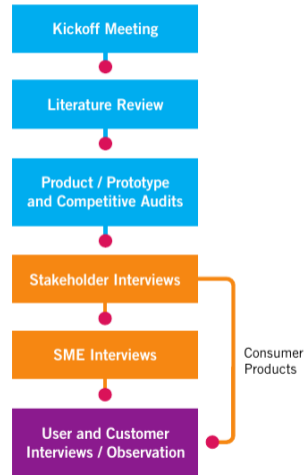 Kickoff Meeting
Literature Review
Product / Prototype
and Competitive Audits
Stakeholder Interviews
SME Interviews
Consumer
Products
User and Customer
Interviews / Observation